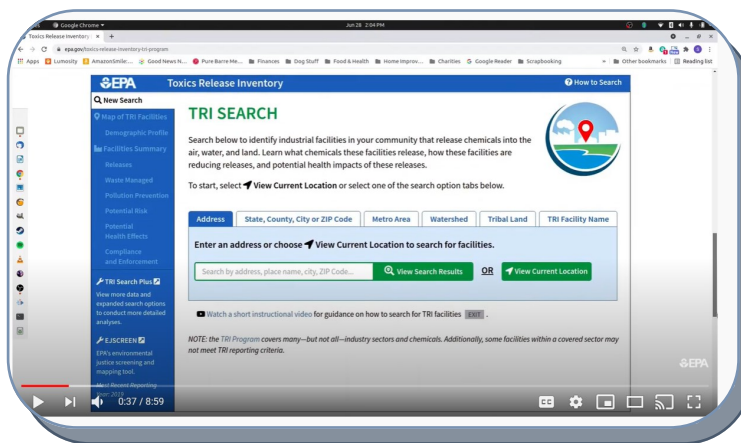 Google Chrome
Jun 28 2:04 PM
Toxics Release Inventory
epa.gov/toxics-release-inventory-tri-program
Apps Lumosity AmazonSmile:... Good News N... Pure Barre-He... Finances Dog Stuff Food & Health Home Improv... Charities Google Reader Scrapbooking Other bookmarks Reading list
EPA Toxics Release Inventory How to Search
New Search
Map of TRI Facilities
Demographic Profile
Facilities Summary
Releases
Waste Managed
Pollution Prevention
Potential Risk
Potential
Health Effects
Compliance
and Enforcement
TRI Search Plus
View more data and
expanded search options
to conduct more detailed
analyses.
EJSCREEN
EPA's environmental
justice screening and
mapping tool.
Most Recent Reporting
Year: 2019
TRI SEARCH
Search below to identify industrial facilities in your community that release chemicals into the
air, water, and land. Learn what chemicals these facilities release, how these facilities are
reducing releases, and potential health impacts of these releases.
To start, select View Current Location or select one of the search option tabs below.
Address State, County, City or ZIP Code Metro Area Watershed Tribal Land TRI Facility Name
Enter an address or choose View Current Location to search for facilities.
Search by address, place name, city, ZIP Code... View Search Results OR View Current Location
Watch a short instructional video for guidance on how to search for TRI facilities EXIT .
NOTE: the TRI Program covers many—but not all—industry sectors and chemicals. Additionally, some facilities within a covered sector may
not meet TRI reporting criteria.
EPA
0:37 / 8:59
CC